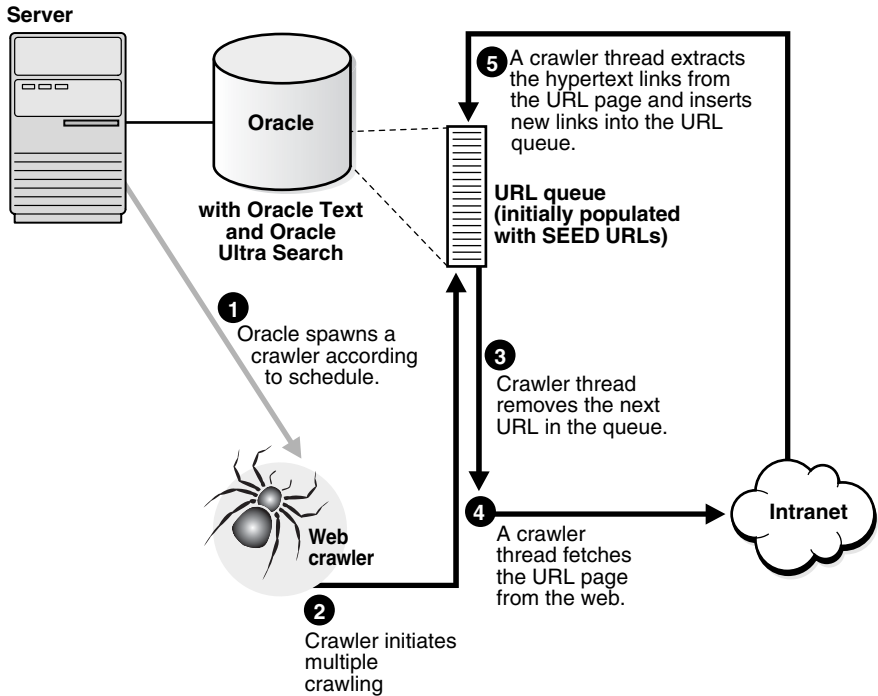 Server
Oracle
with Oracle Text
and Oracle
Ultra Search
5
A crawler thread extracts
the hypertext links from
the URL page and inserts
new links into the URL
queue.
URL queue
(initially populated
with SEED URLs)
1
Oracle spawns a
crawler according
to schedule.
3
Crawler thread
removes the next
URL in the queue.
Web
crawler
4
A crawler
thread fetches
the URL page
from the web.
Intranet
2
Crawler initiates
multiple
crawling